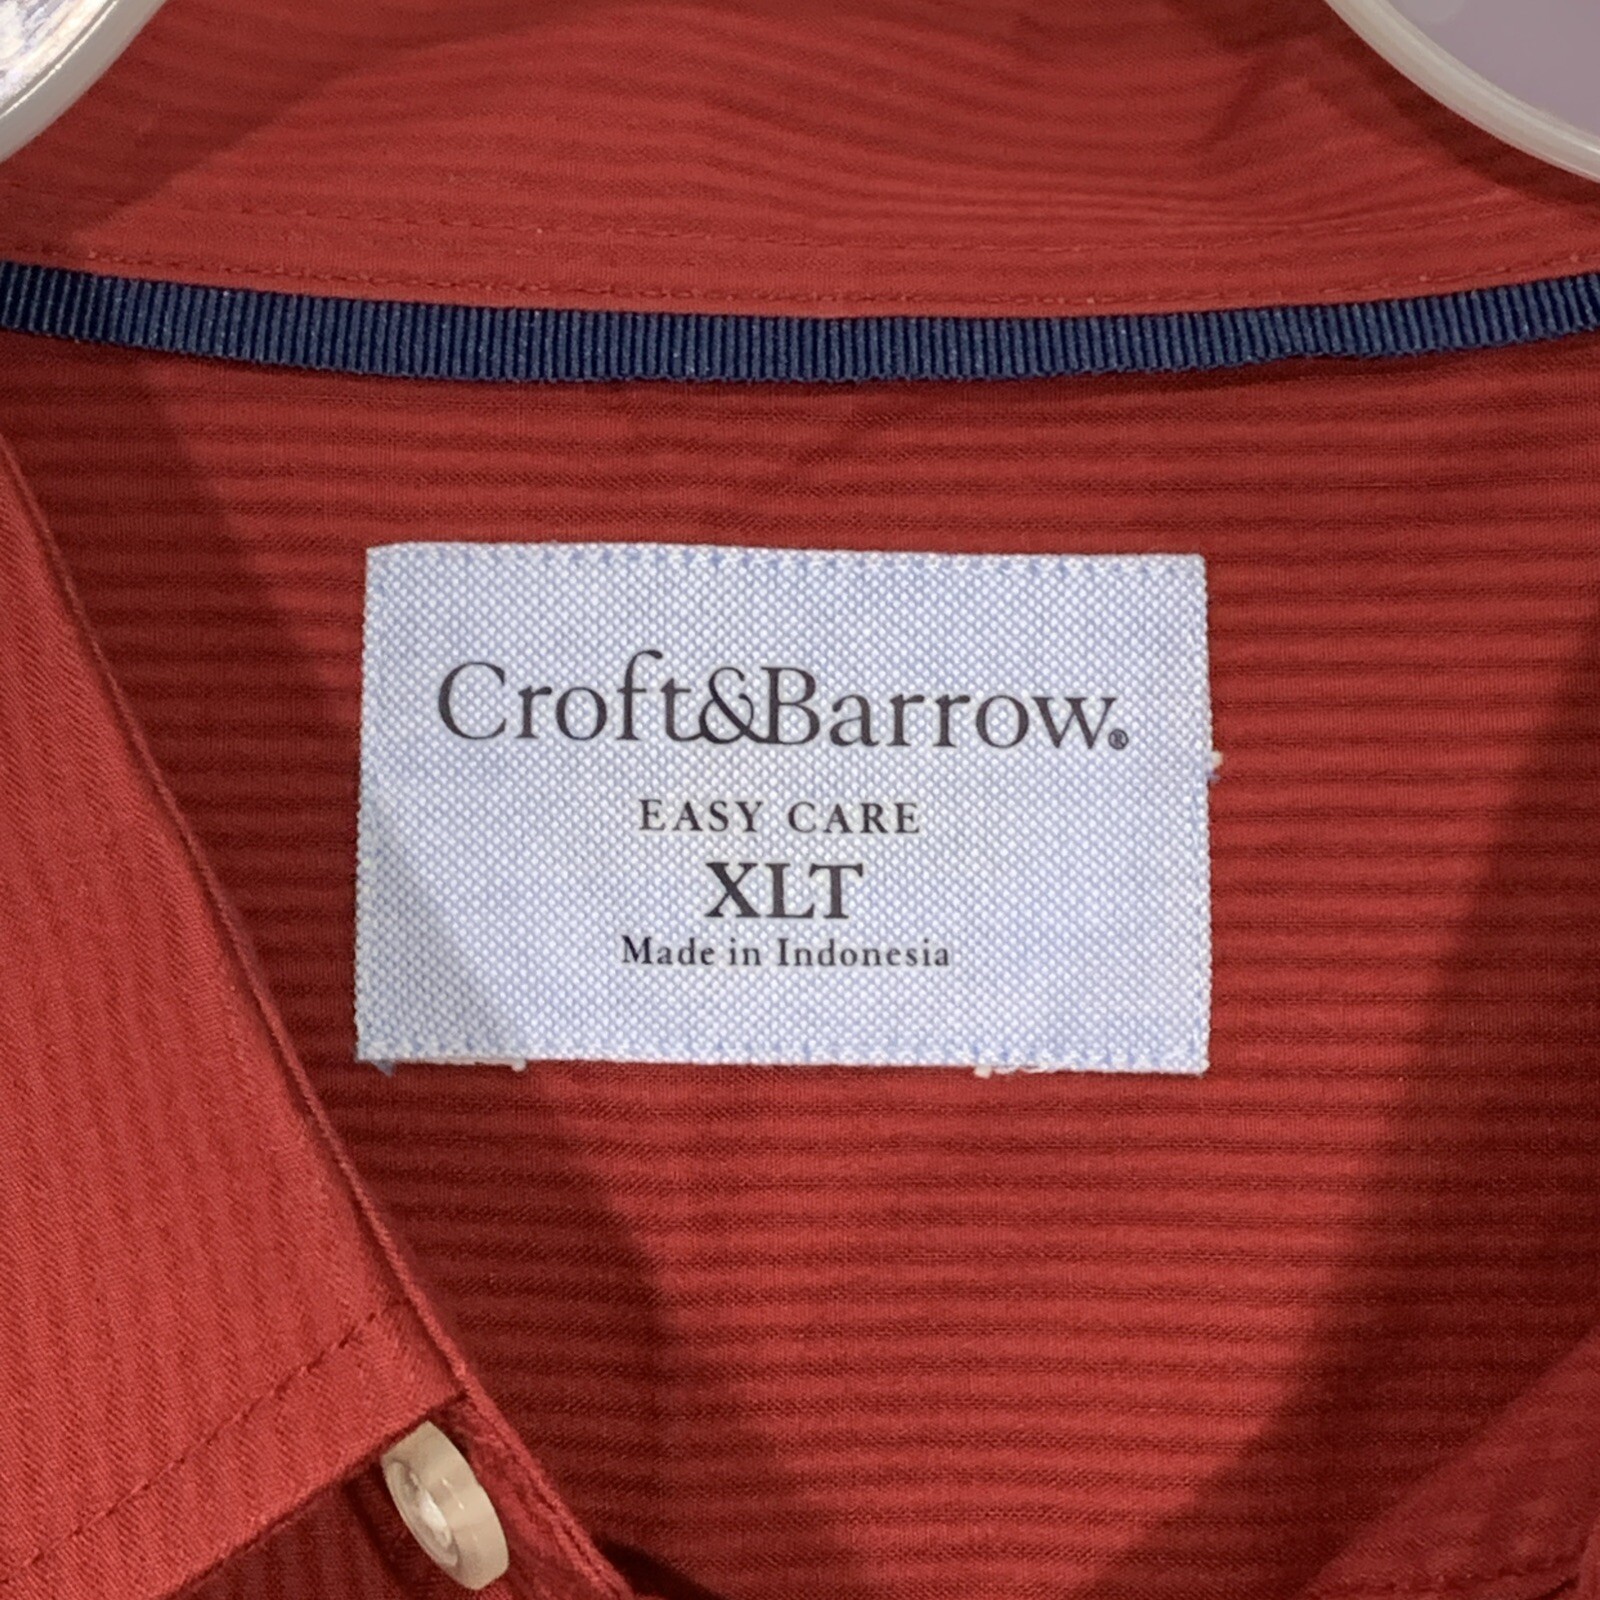 Croft&Barrow®
EASY CARE
XLT
Made in Indonesia